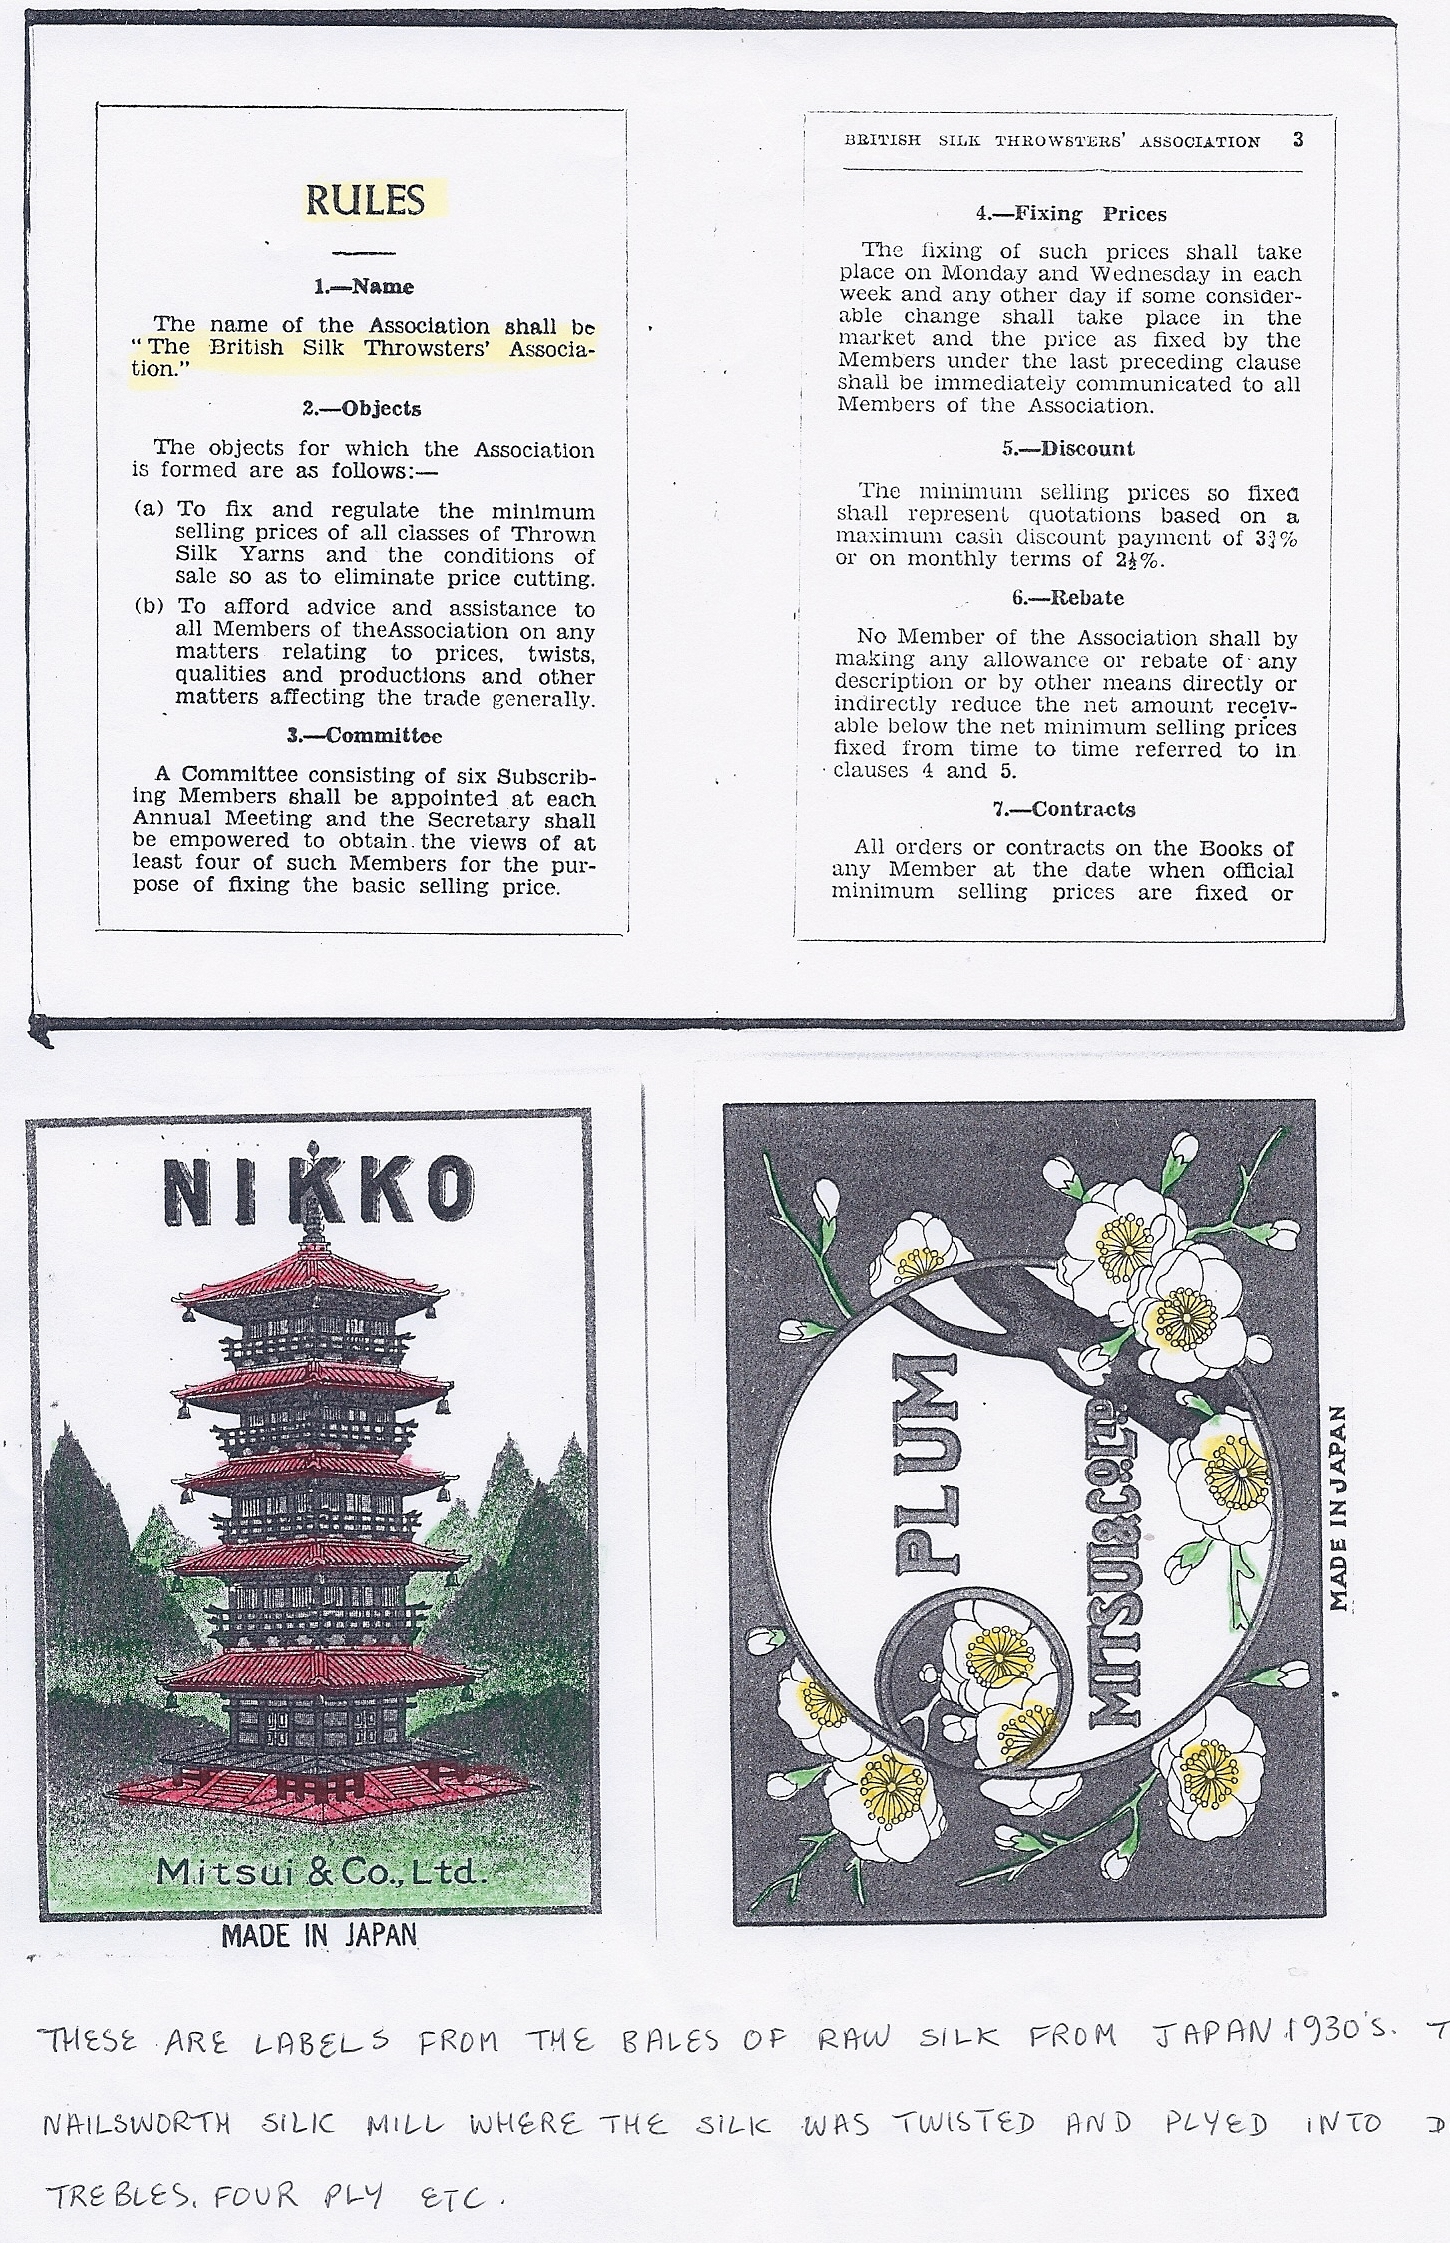 RULES
1.—Name
The name of the Association shall be
“The British Silk Throwsters' Associa-
tion.”
2.—Objects
The objects for which the Association
is formed are as follows:—
(a) To fix and regulate the minimum
selling prices of all classes of Thrown
Silk Yarns and the conditions of
sale so as to eliminate price cutting.
(b) To afford advice and assistance to
all Members of theAssociation on any
matters relating to prices, twists,
qualities and productions and other
matters affecting the trade generally.
3.—Committee
A Committee consisting of six Subscrib-
ing Members shall be appointed at each
Annual Meeting and the Secretary shall
be empowered to obtain the views of at
least four of such Members for the pur-
pose of fixing the basic selling price.
BRITISH SILK THROWSTERS' ASSOCIATION 3
4.—Fixing Prices
The fixing of such prices shall take
place on Monday and Wednesday in each
week and any other day if some consider-
able change shall take place in the
market and the price as fixed by the
Members under the last preceding clause
shall be immediately communicated to all
Members of the Association.
5.—Discount
The minimum selling prices so fixed
shall represent quotations based on a
maximum cash discount payment of
or on monthly terms of 2½%.
6.—Rebate
No Member of the Association shall by
making any allowance or rebate of any
description or by other means directly or
indirectly reduce the net amount receiv-
able below the net minimum selling prices
fixed from time to time referred to in
clauses 4 and 5.
7.—Contracts
All orders or contracts on the Books of
any Member at the date when official
minimum selling prices are fixed or
NIKKO
Mitsui & Co., Ltd.
MADE IN JAPAN
PLUM
MITSUI & CO. LTD.
MADE IN JAPAN
THESE ARE LABELS FROM THE BALES OF RAW SILK FROM JAPAN 1930'S. T
NAILSWORTH SILK MILL WHERE THE SILK WAS TWISTED AND PLYED INTO D
TREBLES. FOUR PLY ETC.